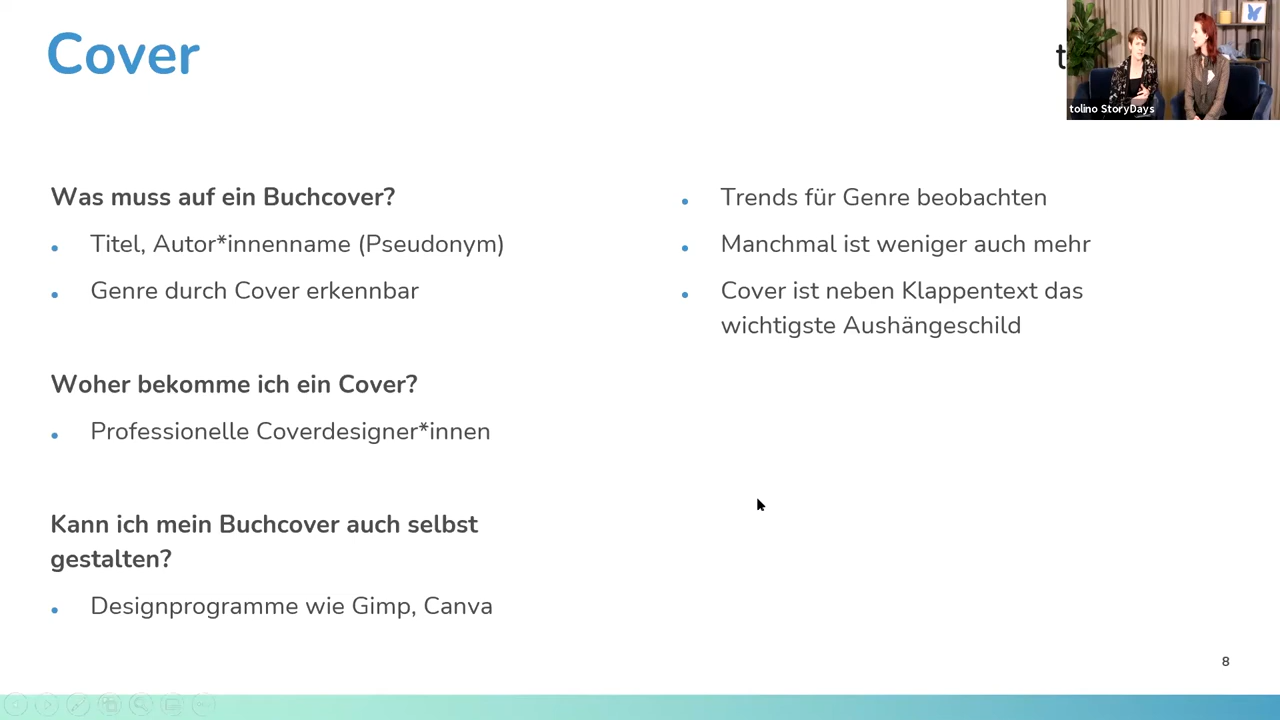 Cover
tolino StoryDays
Was muss auf ein Buchcover?
Titel, Autor*innenname (Pseudonym)
Genre durch Cover erkennbar
Woher bekomme ich ein Cover?
Professionelle Coverdesigner*innen
Kann ich mein Buchcover auch selbst
gestalten?
Designprogramme wie Gimp, Canva
Trends für Genre beobachten
Manchmal ist weniger auch mehr
Cover ist neben Klappentext das
wichtigste Aushängeschild
8